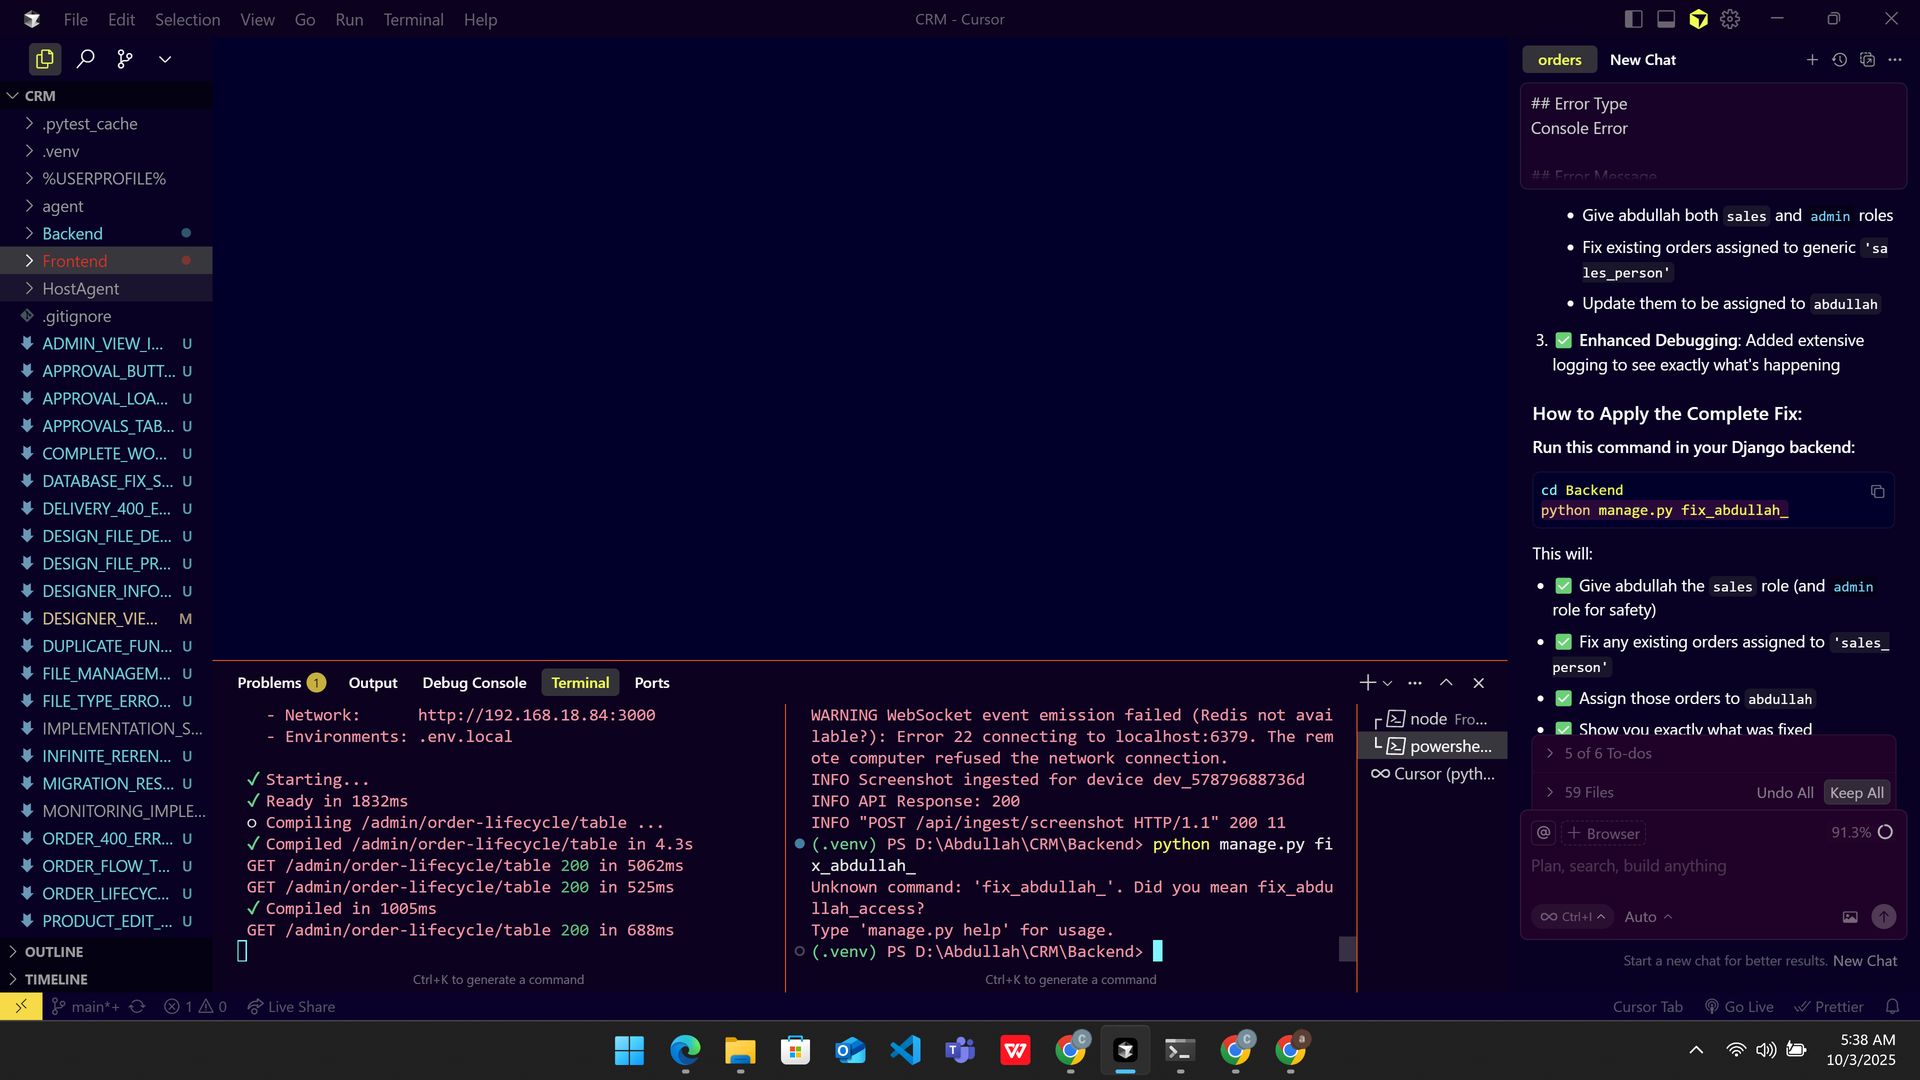 File Edit Selection View Go Run Terminal Help
CRM - Cursor
CRM
.pytest_cache
.venv
%USERPROFILE%
agent
Backend
Frontend
HostAgent
.gitignore
ADMIN_VIEW_I... U
APPROVAL_BUTT... U
APPROVAL_LOA... U
APPROVALS_TAB... U
COMPLETE_WO... U
DATABASE_FIX_S... U
DELIVERY_400_E... U
DESIGN_FILE_DE... U
DESIGN_FILE_PR... U
DESIGNER_INFO... U
DESIGNER_VIE... M
DUPLICATE_FUN... U
FILE_MANAGEM... U
FILE_TYPE_ERRO... U
IMPLEMENTATION_S...
INFINITE_REREN... U
MIGRATION_RES... U
MONITORING_IMPLE...
ORDER_400_ERR... U
ORDER_FLOW_T... U
ORDER_LIFECYC... U
PRODUCT_EDIT_... U
OUTLINE
TIMELINE
Problems 1 Output Debug Console Terminal Ports
- Network: http://192.168.18.84:3000
- Environments: .env.local
✓ Starting...
✓ Ready in 1832ms
○ Compiling /admin/order-lifecycle/table ...
✓ Compiled /admin/order-lifecycle/table in 4.3s
GET /admin/order-lifecycle/table 200 in 5062ms
GET /admin/order-lifecycle/table 200 in 525ms
✓ Compiled in 1005ms
GET /admin/order-lifecycle/table 200 in 688ms
Ctrl+K to generate a command
WARNING WebSocket event emission failed (Redis not avai
lable?): Error 22 connecting to localhost:6379. The rem
ote computer refused the network connection.
INFO Screenshot ingested for device dev_57879688736d
INFO API Response: 200
INFO "POST /api/ingest/screenshot HTTP/1.1" 200 11
(.venv) PS D:\Abdullah\CRM\Backend> python manage.py fi
x_abdullah_
Unknown command: 'fix_abdullah_'. Did you mean fix_abdu
llah_access?
Type 'manage.py help' for usage.
(.venv) PS D:\Abdullah\CRM\Backend>
Ctrl+K to generate a command
node Fro...
powershe...
Cursor (pyth...
orders New Chat
## Error Type
Console Error
## Error Message
• Give abdullah both sales and admin roles
• Fix existing orders assigned to generic 'sa
les_person'
• Update them to be assigned to abdullah
3. ✅ Enhanced Debugging: Added extensive
logging to see exactly what's happening
How to Apply the Complete Fix:
Run this command in your Django backend:
cd Backend
python manage.py fix_abdullah_
This will:
• ✅ Give abdullah the sales role (and admin
role for safety)
• ✅ Fix any existing orders assigned to 'sales_
person'
• ✅ Assign those orders to abdullah
• ✅ Show you exactly what was fixed
5 of 6 To-dos
59 Files Undo All Keep All
@ + Browser 91.3%
Plan, search, build anything
∞ Ctrl+I Auto
Start a new chat for better results. New Chat
main*+ 1 0 Live Share
Cursor Tab Go Live Prettier
5:38 AM
10/3/2025